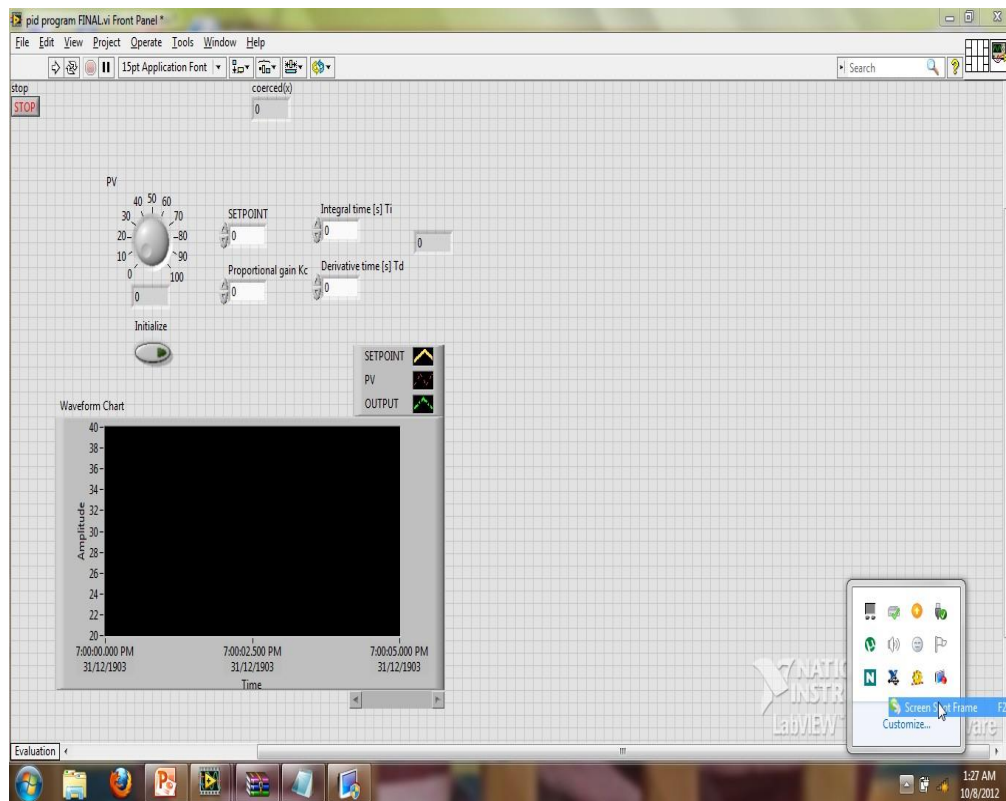 pid program FINAL.vi Front Panel *
File Edit View Project Operate Tools Window Help
15pt Application Font
Search
stop
STOP
coerced(x)
0
PV
0 10 20 30 40 50 60 70 80 90 100
0
SETPOINT
0
Integral time [s] Ti
0
0
Proportional gain Kc
0
Derivative time [s] Td
0
Initialize
SETPOINT
PV
OUTPUT
Waveform Chart
Amplitude
40
38
36
34
32
30
28
26
24
22
20
7:00:00.000 PM 7:00:02.500 PM 7:00:05.000 PM
31/12/1903 31/12/1903 31/12/1903
Time
NATIO
INSTR
LabVIEW
Screen Shot Frame F2
Customize...
Evaluation
1:27 AM
10/8/2012